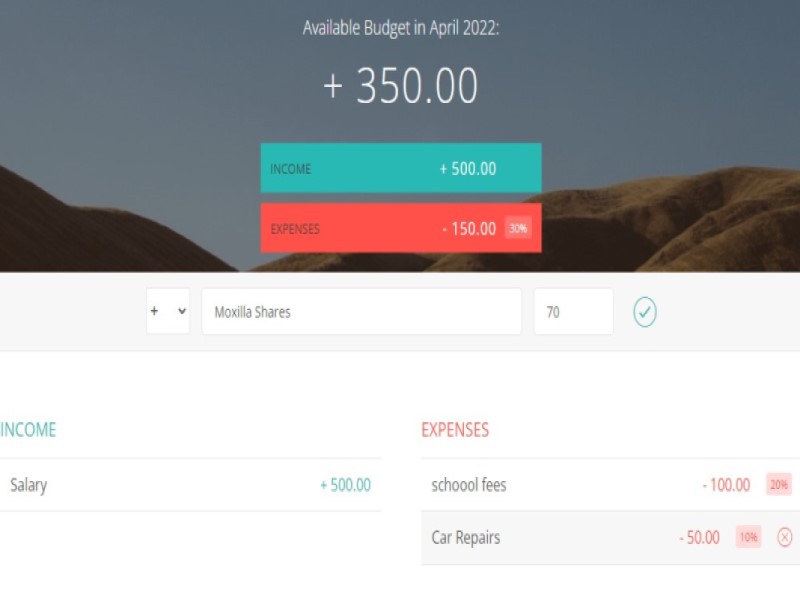 Available Budget in April 2022:
+ 350.00
INCOME + 500.00
EXPENSES - 150.00 30%
+ Moxilla Shares 70
INCOME
Salary + 500.00
EXPENSES
schoool fees - 100.00 20%
Car Repairs - 50.00 10%